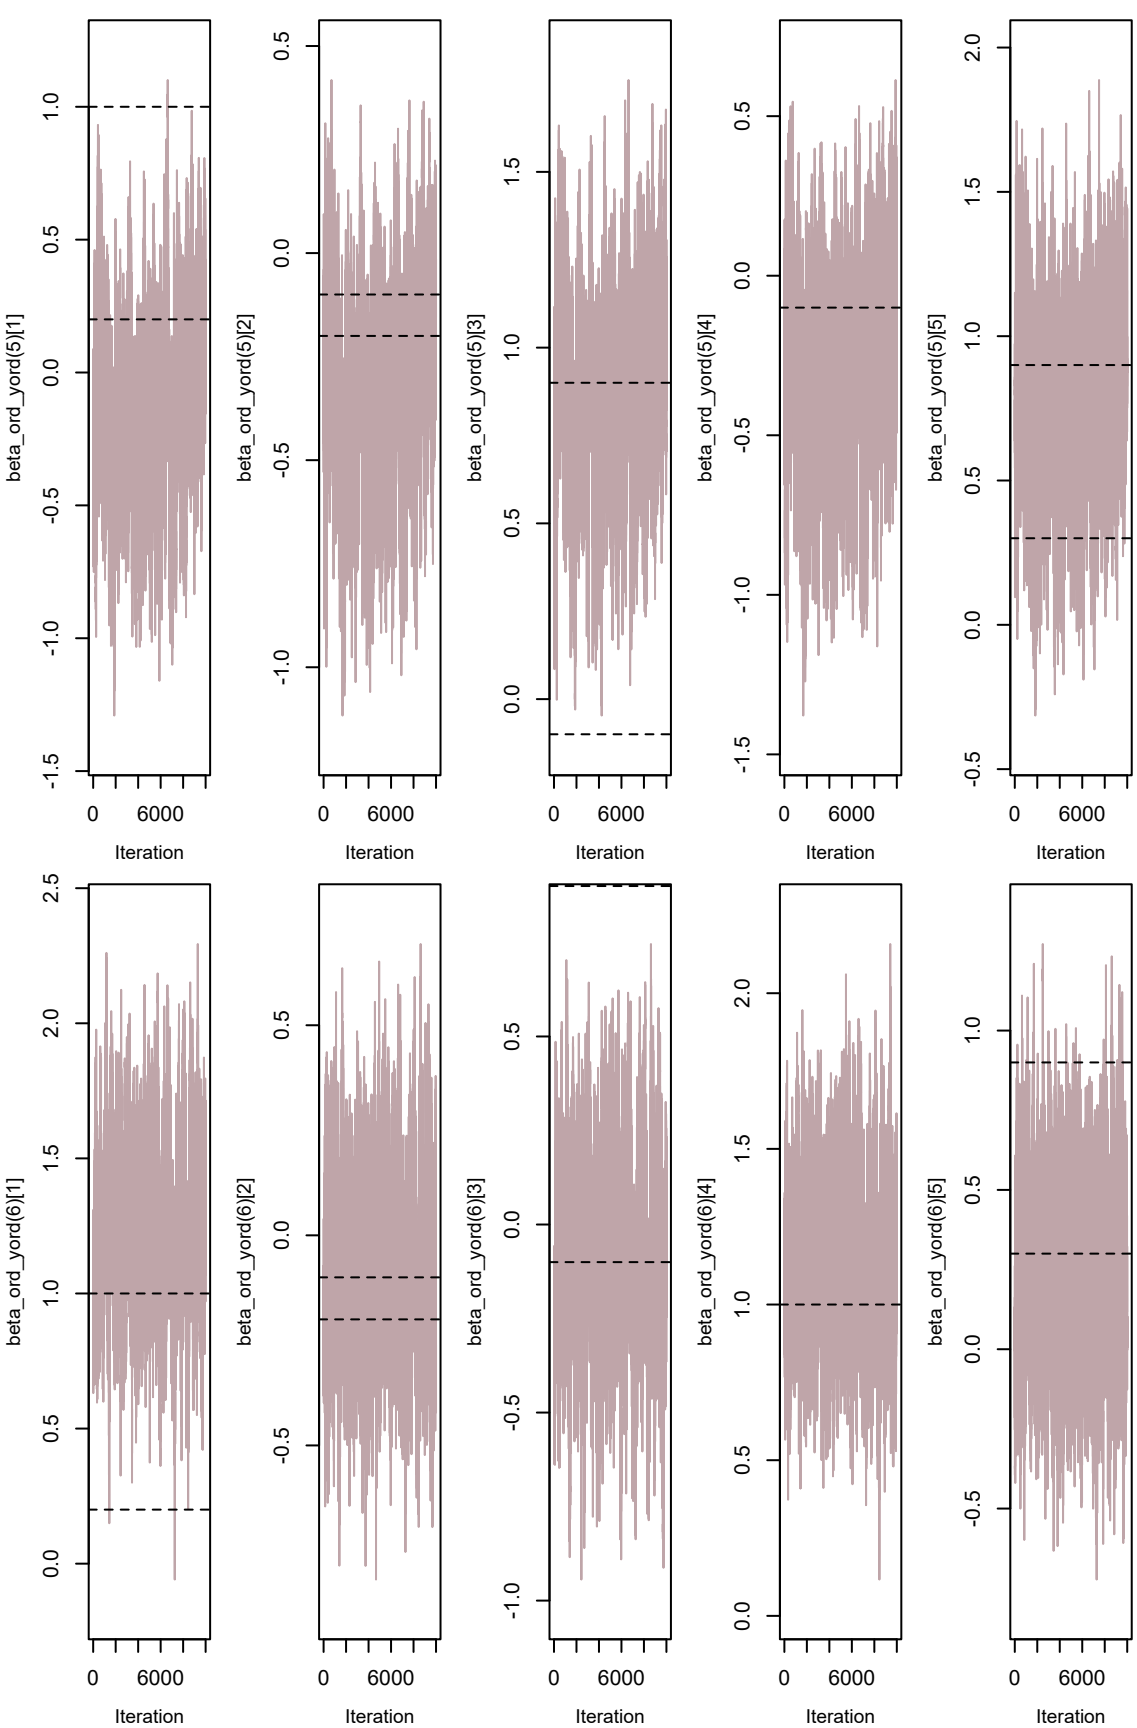 beta_ord_yord(5)[1]
1.0
0.5
0.0
-0.5
-1.0
-1.5
0 6000
Iteration
beta_ord_yord(5)[2]
0.5
0.0
-0.5
-1.0
0 6000
Iteration
beta_ord_yord(5)[3]
1.5
1.0
0.5
0.0
0 6000
Iteration
beta_ord_yord(5)[4]
0.5
0.0
-0.5
-1.0
-1.5
0 6000
Iteration
beta_ord_yord(5)[5]
2.0
1.5
1.0
0.5
0.0
-0.5
0 6000
Iteration
beta_ord_yord(6)[1]
2.5
2.0
1.5
1.0
0.5
0.0
0 6000
Iteration
beta_ord_yord(6)[2]
0.5
0.0
-0.5
0 6000
Iteration
beta_ord_yord(6)[3]
0.5
0.0
-0.5
-1.0
0 6000
Iteration
beta_ord_yord(6)[4]
2.0
1.5
1.0
0.5
0.0
0 6000
Iteration
beta_ord_yord(6)[5]
1.0
0.5
0.0
-0.5
0 6000
Iteration